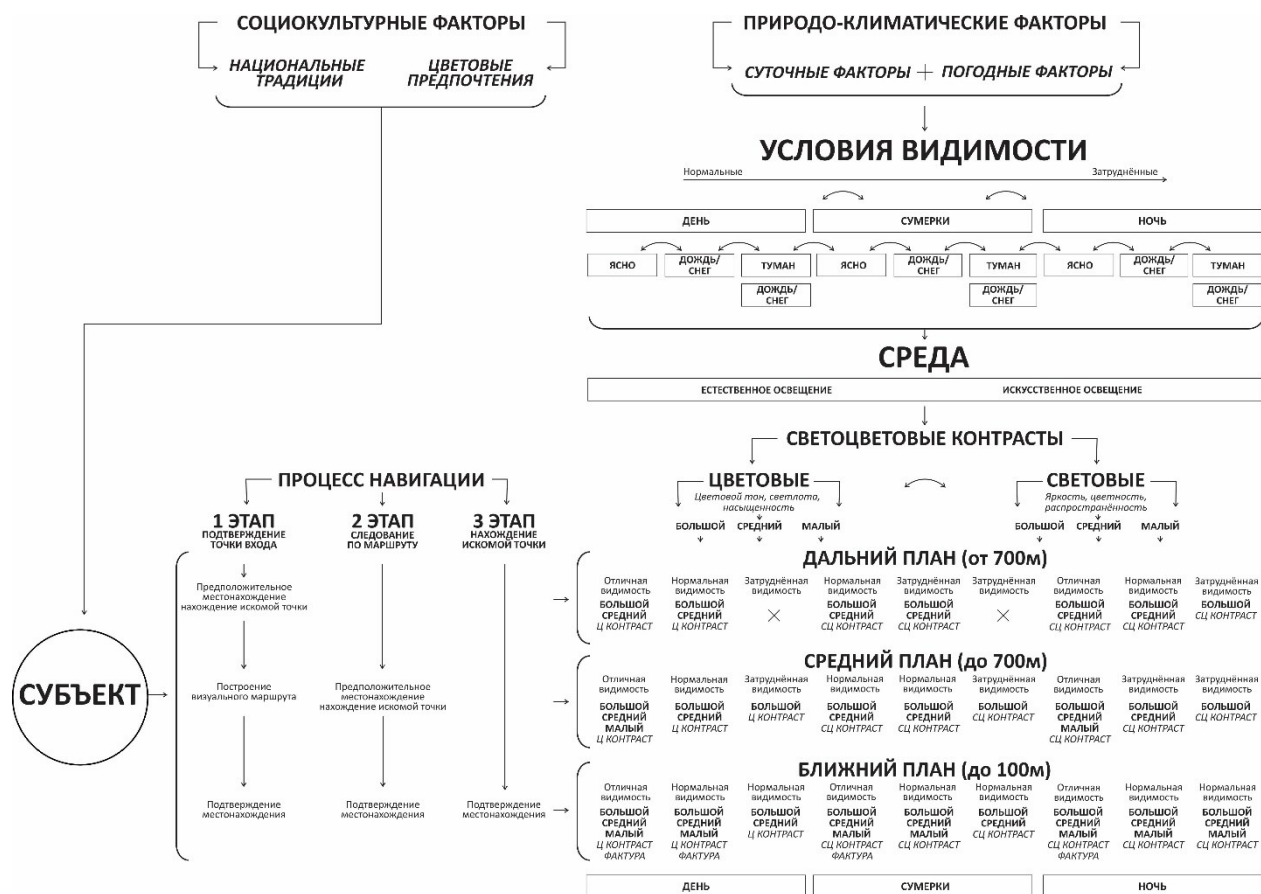 СОЦИОКУЛЬТУРНЫЕ ФАКТОРЫ
НАЦИОНАЛЬНЫЕ ТРАДИЦИИ
ЦВЕТОВЫЕ ПРЕДПОЧТЕНИЯ
ПРИРОДО-КЛИМАТИЧЕСКИЕ ФАКТОРЫ
СУТОЧНЫЕ ФАКТОРЫ + ПОГОДНЫЕ ФАКТОРЫ
УСЛОВИЯ ВИДИМОСТИ
Нормальные Затруднённые
ДЕНЬ СУМЕРКИ НОЧЬ
ЯСНО ДОЖДЬ/СНЕГ ТУМАН ЯСНО ДОЖДЬ/СНЕГ ТУМАН ЯСНО ДОЖДЬ/СНЕГ ТУМАН
ДОЖДЬ/СНЕГ ДОЖДЬ/СНЕГ ДОЖДЬ/СНЕГ
СРЕДА
ЕСТЕСТВЕННОЕ ОСВЕЩЕНИЕ ИСКУССТВЕННОЕ ОСВЕЩЕНИЕ
СВЕТОЦВЕТОВЫЕ КОНТРАСТЫ
ЦВЕТОВЫЕ
Цветовой тон, светлота,
насыщенность
БОЛЬШОЙ СРЕДНИЙ МАЛЫЙ
СВЕТОВЫЕ
Яркость, цветность,
распространённость
БОЛЬШОЙ СРЕДНИЙ МАЛЫЙ
ПРОЦЕСС НАВИГАЦИИ
1 ЭТАП
ПОДТВЕРЖДЕНИЕ
ТОЧКИ ВХОДА
2 ЭТАП
СЛЕДОВАНИЕ
ПО МАРШРУТУ
3 ЭТАП
НАХОЖДЕНИЕ
ИСКОМОЙ ТОЧКИ
Предположительное
местонахождение
нахождение искомой точки
СУБЪЕКТ
Построение
визуального маршрута
Предположительное
местонахождение
нахождение искомой точки
Подтверждение
местонахождения
Подтверждение
местонахождения
Подтверждение
местонахождения
ДАЛЬНИЙ ПЛАН (от 700м)
Отличная Нормальная Затруднённая Нормальная Затруднённая Затруднённая Отличная Нормальная Затруднённая
видимость видимость видимость видимость видимость видимость видимость видимость видимость
БОЛЬШОЙ БОЛЬШОЙ БОЛЬШОЙ БОЛЬШОЙ БОЛЬШОЙ БОЛЬШОЙ БОЛЬШОЙ
СРЕДНИЙ СРЕДНИЙ СРЕДНИЙ СРЕДНИЙ СРЕДНИЙ СРЕДНИЙ СЦ КОНТРАСТ
Ц КОНТРАСТ Ц КОНТРАСТ СЦ КОНТРАСТ СЦ КОНТРАСТ СЦ КОНТРАСТ СЦ КОНТРАСТ
СРЕДНИЙ ПЛАН (до 700м)
Отличная Нормальная Затруднённая Нормальная Нормальная Затруднённая Отличная Затруднённая Затруднённая
видимость видимость видимость видимость видимость видимость видимость видимость видимость
БОЛЬШОЙ БОЛЬШОЙ БОЛЬШОЙ БОЛЬШОЙ БОЛЬШОЙ БОЛЬШОЙ БОЛЬШОЙ БОЛЬШОЙ БОЛЬШОЙ
СРЕДНИЙ СРЕДНИЙ Ц КОНТРАСТ СРЕДНИЙ СРЕДНИЙ СЦ КОНТРАСТ СРЕДНИЙ СРЕДНИЙ СЦ КОНТРАСТ
МАЛЫЙ Ц КОНТРАСТ СЦ КОНТРАСТ СЦ КОНТРАСТ МАЛЫЙ СЦ КОНТРАСТ
Ц КОНТРАСТ СЦ КОНТРАСТ
БЛИЖНИЙ ПЛАН (до 100м)
Отличная Нормальная Нормальная Отличная Нормальная Нормальная Отличная Нормальная Нормальная
видимость видимость видимость видимость видимость видимость видимость видимость видимость
БОЛЬШОЙ БОЛЬШОЙ БОЛЬШОЙ БОЛЬШОЙ БОЛЬШОЙ БОЛЬШОЙ БОЛЬШОЙ БОЛЬШОЙ БОЛЬШОЙ
СРЕДНИЙ СРЕДНИЙ СРЕДНИЙ СРЕДНИЙ СРЕДНИЙ СРЕДНИЙ СРЕДНИЙ СРЕДНИЙ СРЕДНИЙ
МАЛЫЙ МАЛЫЙ Ц КОНТРАСТ МАЛЫЙ МАЛЫЙ СЦ КОНТРАСТ МАЛЫЙ МАЛЫЙ МАЛЫЙ
Ц КОНТРАСТ Ц КОНТРАСТ СЦ КОНТРАСТ СЦ КОНТРАСТ СЦ КОНТРАСТ СЦ КОНТРАСТ СЦ КОНТРАСТ
ФАКТУРА ФАКТУРА ФАКТУРА ФАКТУРА
ДЕНЬ СУМЕРКИ НОЧЬ